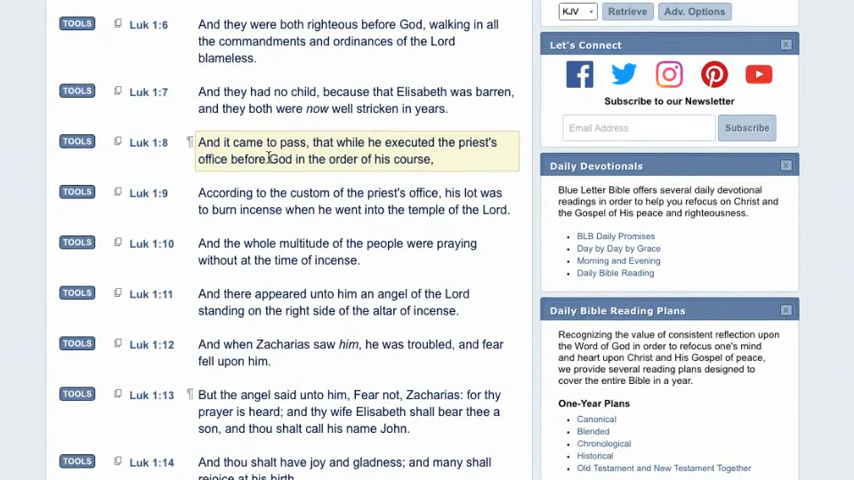 TOOLS Luk 1:6 And they were both righteous before God, walking in all
the commandments and ordinances of the Lord
blameless.
TOOLS Luk 1:7 And they had no child, because that Elisabeth was barren,
and they both were now well stricken in years.
TOOLS Luk 1:8 ¶ And it came to pass, that while he executed the priest's
office before God in the order of his course,
TOOLS Luk 1:9 According to the custom of the priest's office, his lot was
to burn incense when he went into the temple of the Lord.
TOOLS Luk 1:10 And the whole multitude of the people were praying
without at the time of incense.
TOOLS Luk 1:11 And there appeared unto him an angel of the Lord
standing on the right side of the altar of incense.
TOOLS Luk 1:12 And when Zacharias saw him, he was troubled, and fear
fell upon him.
TOOLS Luk 1:13 ¶ But the angel said unto him, Fear not, Zacharias: for thy
prayer is heard; and thy wife Elisabeth shall bear thee a
son, and thou shalt call his name John.
TOOLS Luk 1:14 And thou shalt have joy and gladness; and many shall
rejoice at his birth.
KJV Retrieve Adv. Options
Let's Connect
Subscribe to our Newsletter
Email Address Subscribe
Daily Devotionals
Blue Letter Bible offers several daily devotional
readings in order to help you refocus on Christ and
the Gospel of His peace and righteousness.
BLB Daily Promises
Day by Day by Grace
Morning and Evening
Daily Bible Reading
Daily Bible Reading Plans
Recognizing the value of consistent reflection upon
the Word of God in order to refocus one's mind
and heart upon Christ and His Gospel of peace,
we provide several reading plans designed to
cover the entire Bible in a year.
One-Year Plans
Canonical
Blended
Chronological
Historical
Old Testament and New Testament Together